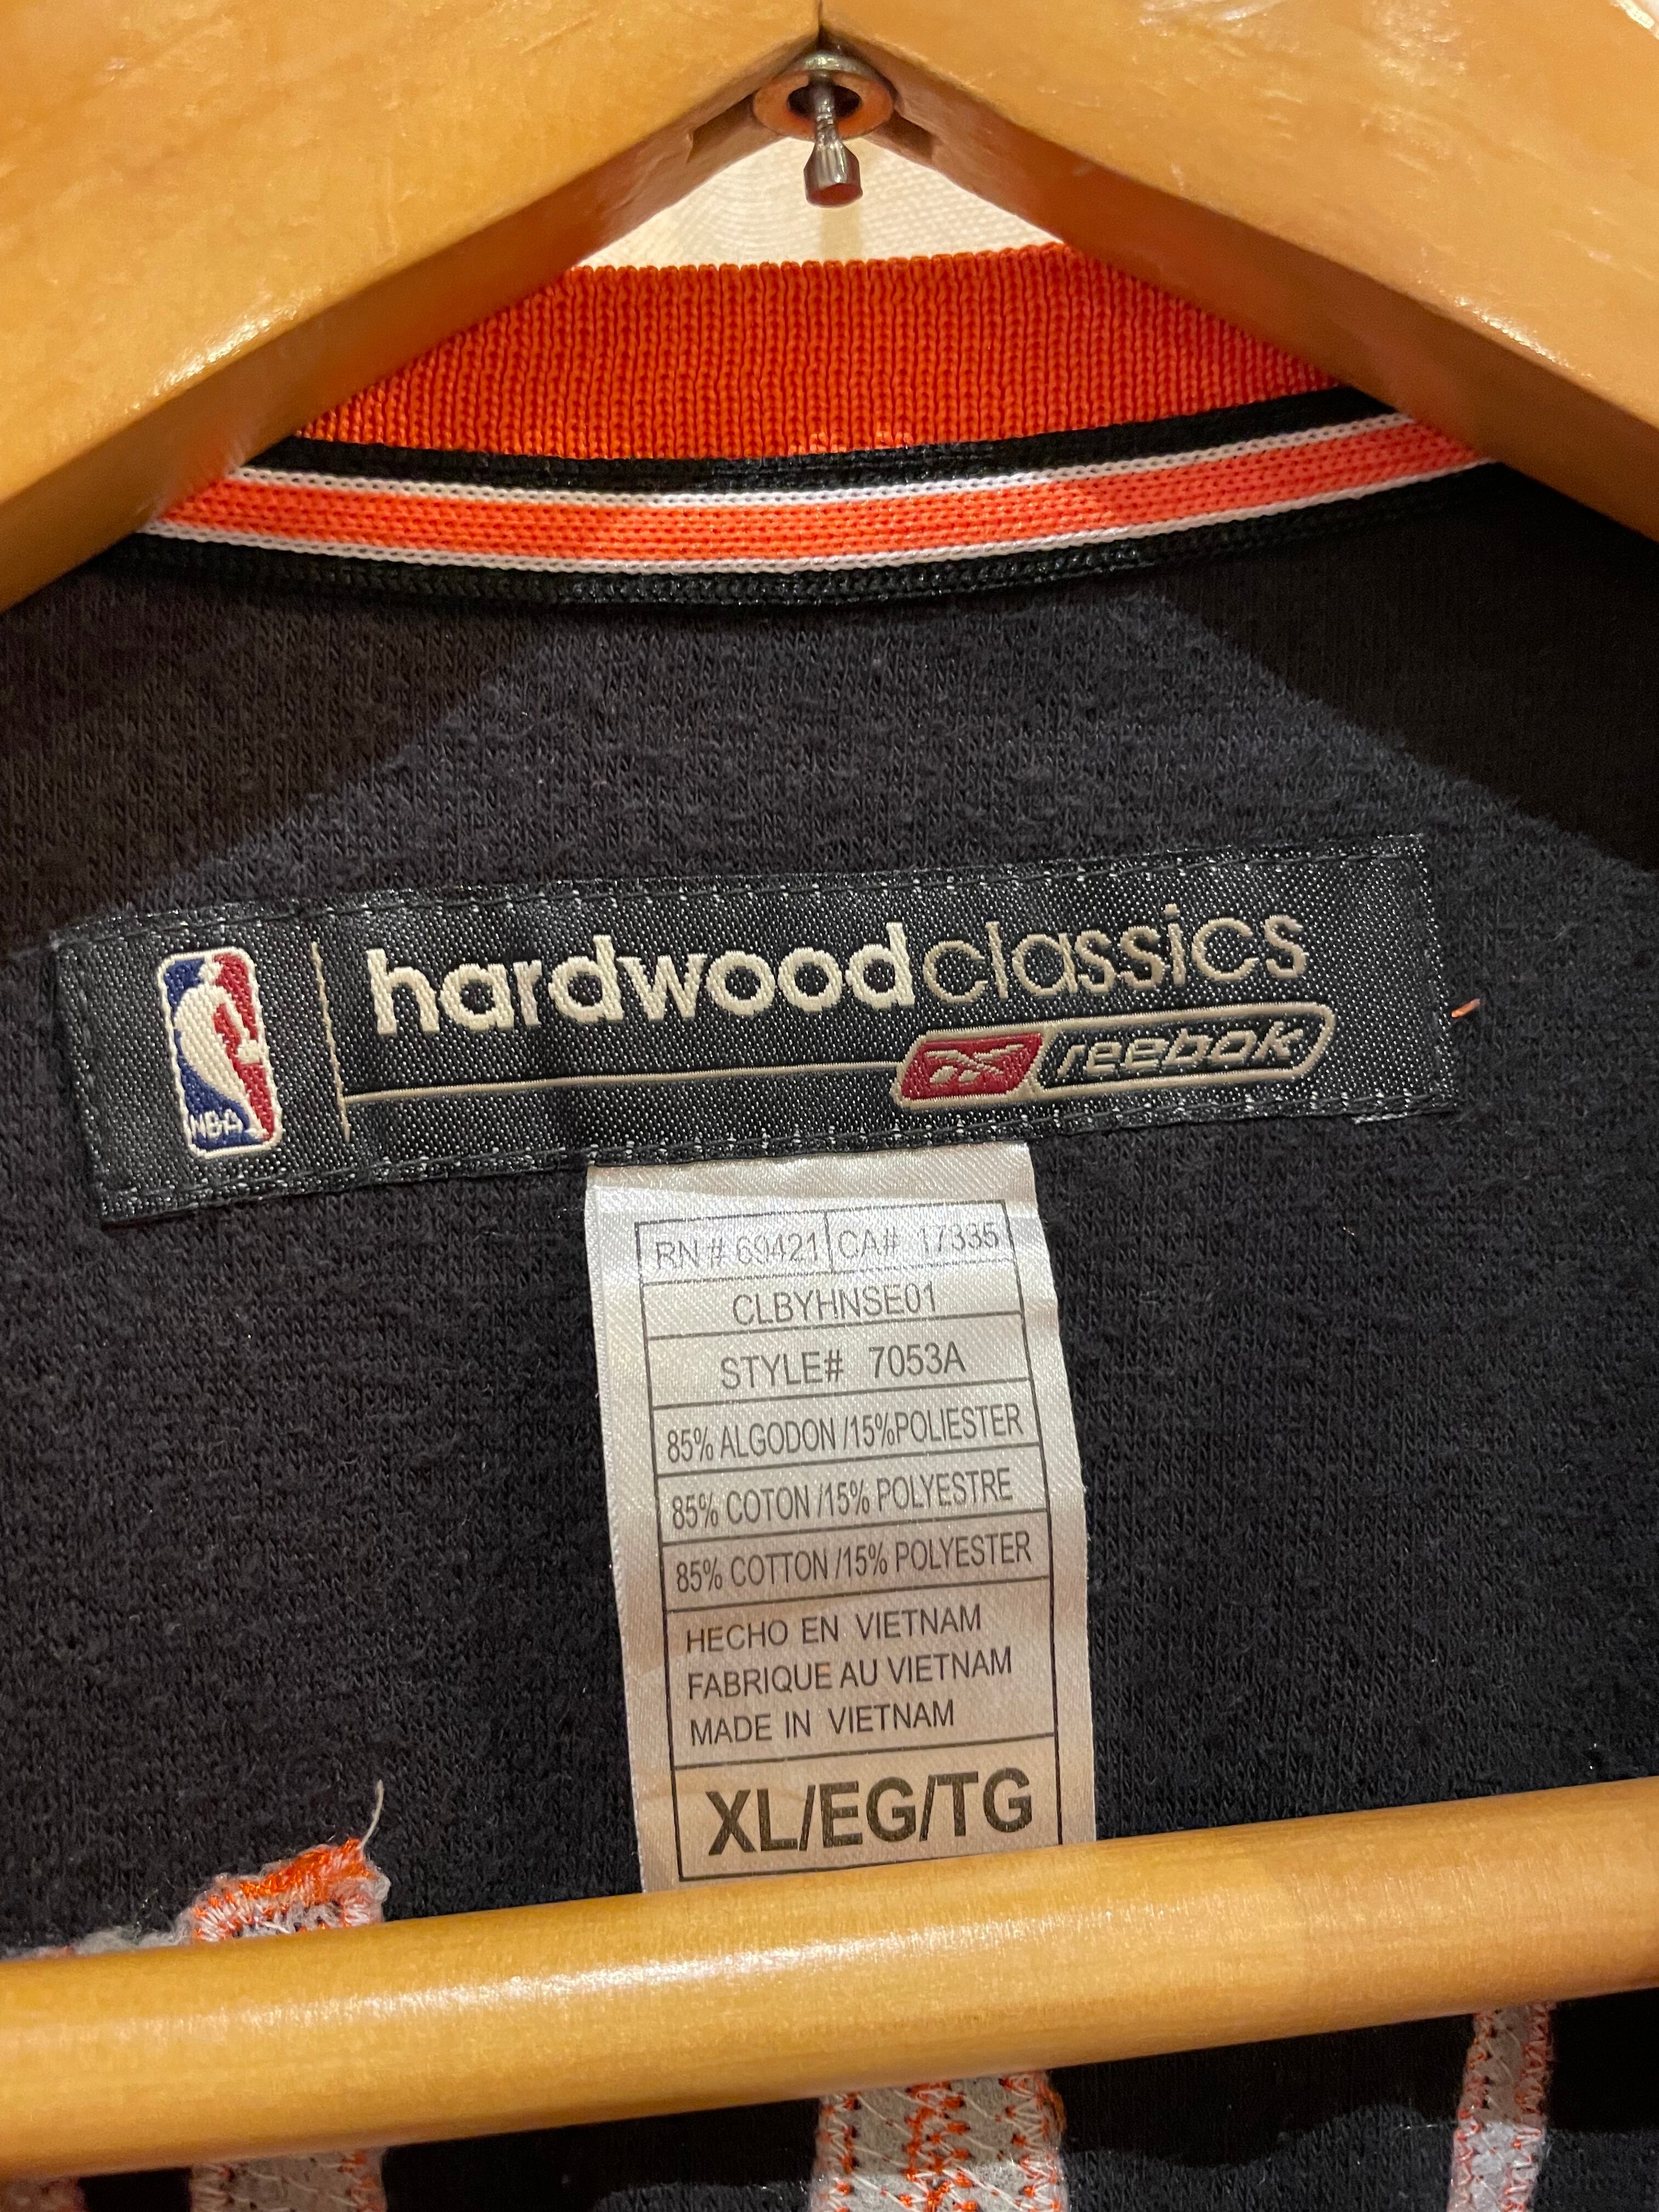 hardwoodclassics
NBA
reebok
RN # 69421 CA# 17335
CLBYHNSE01
STYLE# 7053A
85% ALGODON /15%POLIESTER
85% COTON /15% POLYESTRE
85% COTTON /15% POLYESTER
HECHO EN VIETNAM
FABRIQUE AU VIETNAM
MADE IN VIETNAM
XL/EG/TG